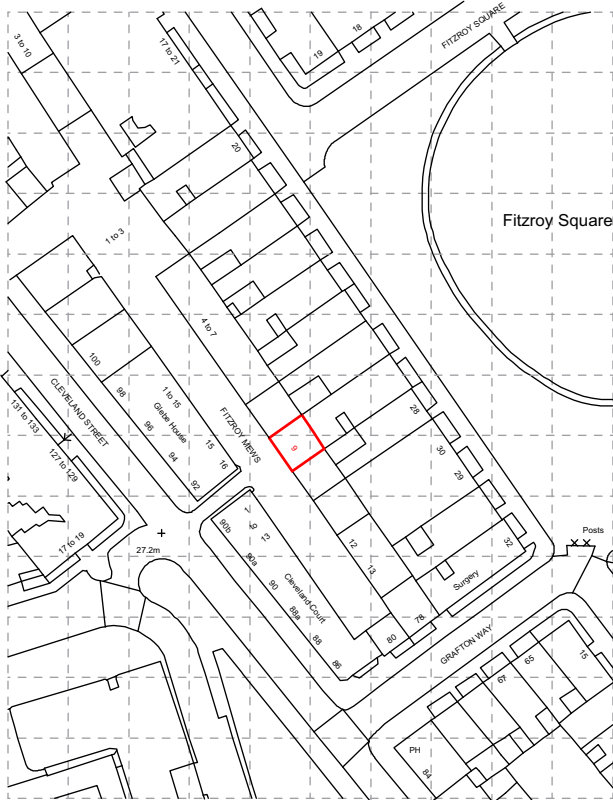 3 to 10
17 to 21
19
18
FITZROY SQUARE
20
Fitzroy Square
1 to 3
4 to 7
100
98
96
94
92
1 to 15
Glebe House
15
16
FITZROY MEWS
CLEVELAND STREET
131 to 133
127 to 129
17 to 19
27.2m
9
28
30
29
32
Posts
90b
90a
90
88a
88
86
13
Cleveland Court
12
13
80
78
Surgery
GRAFTON WAY
67
65
15
PH
84